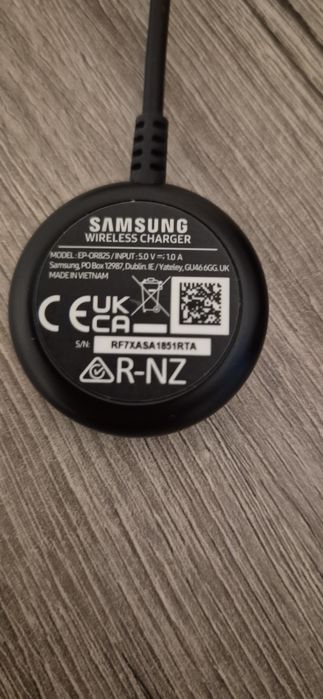 SAMSUNG
WIRELESS CHARGER
MODEL: EP-OR825 / INPUT : 5.0 V ⎓ 1.0 A
Samsung, PO Box 12987, Dublin. IE / Yateley, GU46 6GG. UK
MADE IN VIETNAM
CE UK CA
S/N: RF7XASA1851RTA
R-NZ